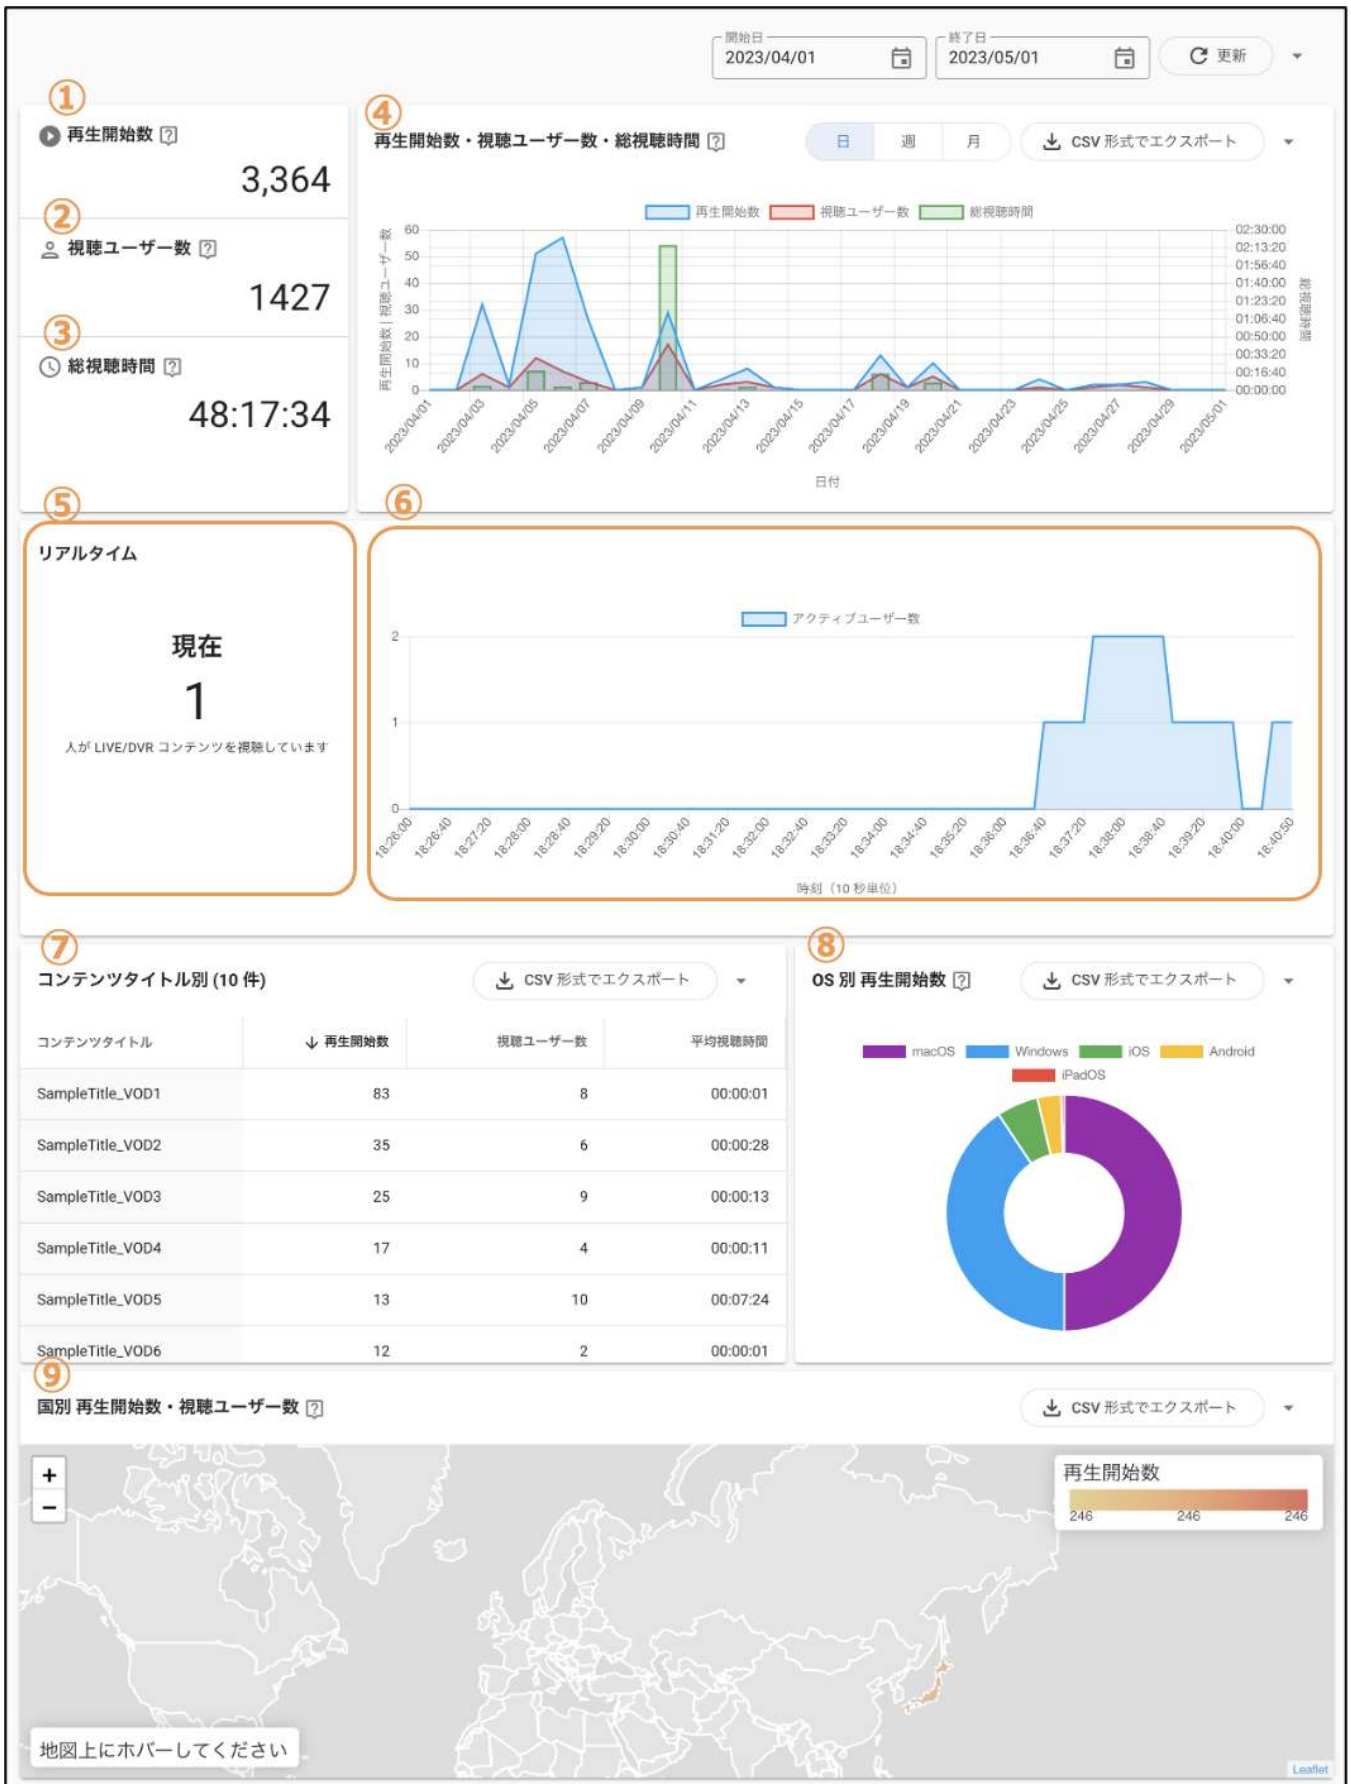 開始日
2023/04/01
終了日
2023/05/01
更新
①
再生開始数
3,364
②
視聴ユーザー数
1427
③
総視聴時間
48:17:34
④
再生開始数・視聴ユーザー数・総視聴時間
日 週 月
CSV 形式でエクスポート
再生開始数 視聴ユーザー数 総視聴時間
再生開始数 | 視聴ユーザー数
60
50
40
30
20
10
0
02:30:00
02:13:20
01:56:40
01:40:00
01:23:20
01:06:40
00:50:00
00:33:20
00:16:40
00:00:00
総視聴時間
2023/04/01 2023/04/03 2023/04/05 2023/04/07 2023/04/09 2023/04/11 2023/04/13 2023/04/15 2023/04/17 2023/04/19 2023/04/21 2023/04/23 2023/04/25 2023/04/27 2023/04/29 2023/05/01
日付
⑤
リアルタイム
現在
1
人が LIVE/DVR コンテンツを視聴しています
⑥
アクティブユーザー数
2
1
0
18:26:00 18:26:40 18:27:20 18:28:00 18:28:40 18:29:20 18:30:00 18:30:40 18:31:20 18:32:00 18:32:40 18:33:20 18:34:00 18:34:40 18:35:20 18:36:00 18:36:40 18:37:20 18:38:00 18:38:40 18:39:20 18:40:00 18:40:50
時刻（10 秒単位）
⑦
コンテンツタイトル別 (10 件)
CSV 形式でエクスポート
コンテンツタイトル 再生開始数 視聴ユーザー数 平均視聴時間
SampleTitle_VOD1 83 8 00:00:01
SampleTitle_VOD2 35 6 00:00:28
SampleTitle_VOD3 25 9 00:00:13
SampleTitle_VOD4 17 4 00:00:11
SampleTitle_VOD5 13 10 00:07:24
SampleTitle_VOD6 12 2 00:00:01
⑧
OS 別 再生開始数
CSV 形式でエクスポート
macOS Windows iOS Android
iPadOS
⑨
国別 再生開始数・視聴ユーザー数
CSV 形式でエクスポート
+
−
再生開始数
246 246 246
地図上にホバーしてください
Leaflet